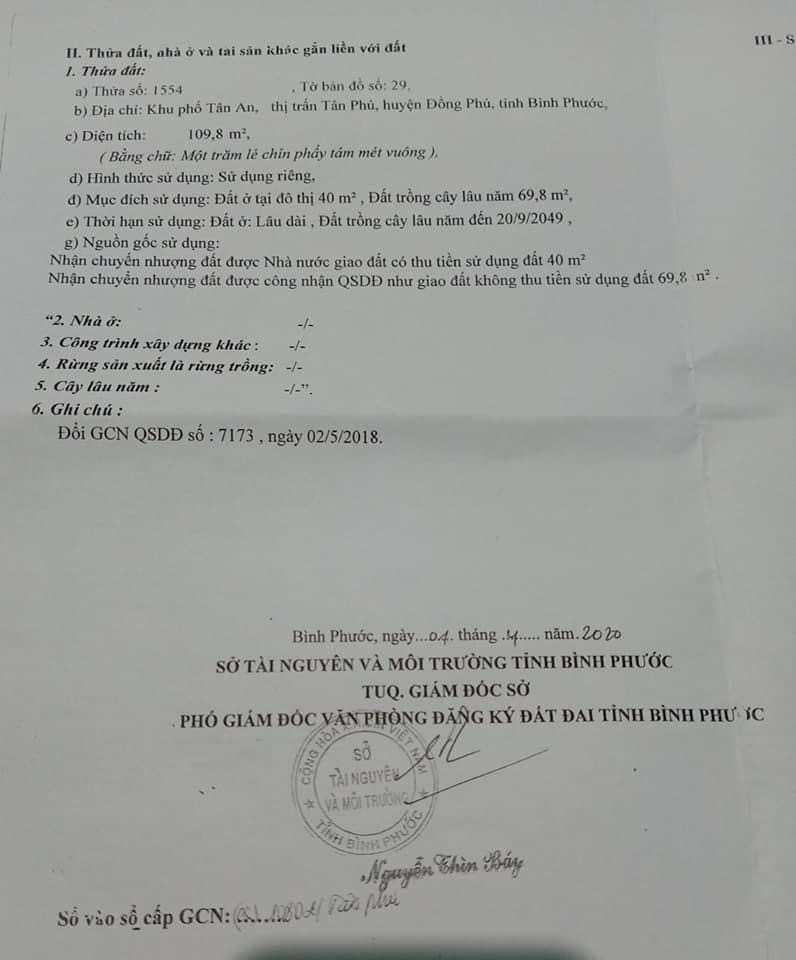 III - S
II. Thửa đất, nhà ở và tài sản khác gắn liền với đất
1. Thửa đất:
a) Thửa số: 1554 , Tờ bản đồ số: 29,
b) Địa chỉ: Khu phố Tân An, thị trấn Tân Phú, huyện Đồng Phú, tỉnh Bình Phước,
c) Diện tích: 109,8 m²,
( Bằng chữ: Một trăm lẻ chín phẩy tám mét vuông ),
d) Hình thức sử dụng: Sử dụng riêng,
đ) Mục đích sử dụng: Đất ở tại đô thị 40 m² , Đất trồng cây lâu năm 69,8 m²,
e) Thời hạn sử dụng: Đất ở: Lâu dài , Đất trồng cây lâu năm đến 20/9/2049 ,
g) Nguồn gốc sử dụng:
Nhận chuyển nhượng đất được Nhà nước giao đất có thu tiền sử dụng đất 40 m²
Nhận chuyển nhượng đất được công nhận QSDĐ như giao đất không thu tiền sử dụng đất 69,8 m² .
“2. Nhà ở: -/-
3. Công trình xây dựng khác : -/-
4. Rừng sản xuất là rừng trồng: -/-
5. Cây lâu năm : -/-”.
6. Ghi chú :
Đổi GCN QSDĐ số : 7173 , ngày 02/5/2018.
Bình Phước, ngày...04. tháng ..... năm.2020
SỞ TÀI NGUYÊN VÀ MÔI TRƯỜNG TỈNH BÌNH PHƯỚC
TUQ. GIÁM ĐỐC SỞ
PHÓ GIÁM ĐỐC VĂN PHÒNG ĐĂNG KÝ ĐẤT ĐAI TỈNH BÌNH PHƯỚC
CỘNG HÒA VIỆT NAM
SỞ
TÀI NGUYÊN
VÀ MÔI TRƯỜNG
TỈNH BÌNH PHƯỚC
Nguyễn Thìn Bảy
Số vào sổ cấp GCN: Tân phú